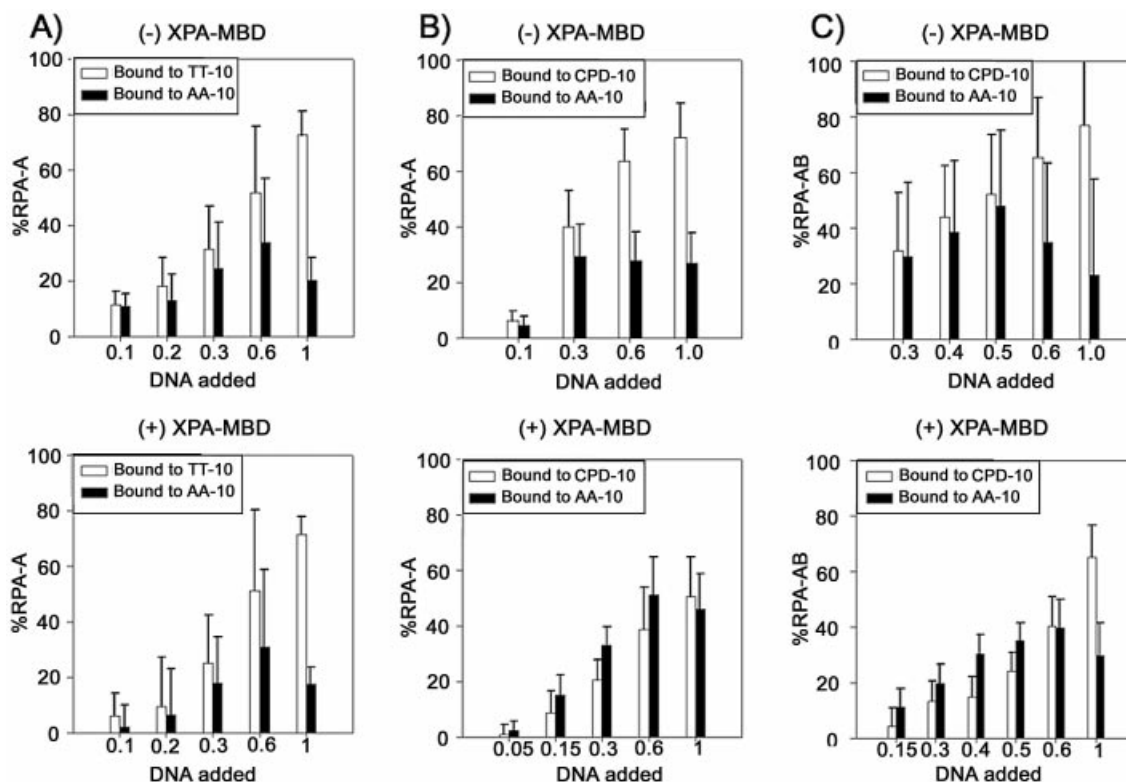 A)
(-) XPA-MBD
%RPA-A
100
80
60
40
20
0
Bound to TT-10
Bound to AA-10
0.1 0.2 0.3 0.6 1
DNA added
B)
(-) XPA-MBD
%RPA-A
100
80
60
40
20
0
Bound to CPD-10
Bound to AA-10
0.1 0.3 0.6 1.0
DNA added
C)
(-) XPA-MBD
%RPA-AB
100
80
60
40
20
0
Bound to CPD-10
Bound to AA-10
0.3 0.4 0.5 0.6 1.0
DNA added
(+) XPA-MBD
%RPA-A
100
80
60
40
20
0
Bound to TT-10
Bound to AA-10
0.1 0.2 0.3 0.6 1
DNA added
(+) XPA-MBD
%RPA-A
100
80
60
40
20
0
Bound to CPD-10
Bound to AA-10
0.05 0.15 0.3 0.6 1
DNA added
(+) XPA-MBD
%RPA-AB
100
80
60
40
20
0
Bound to CPD-10
Bound to AA-10
0.15 0.3 0.4 0.5 0.6 1
DNA added